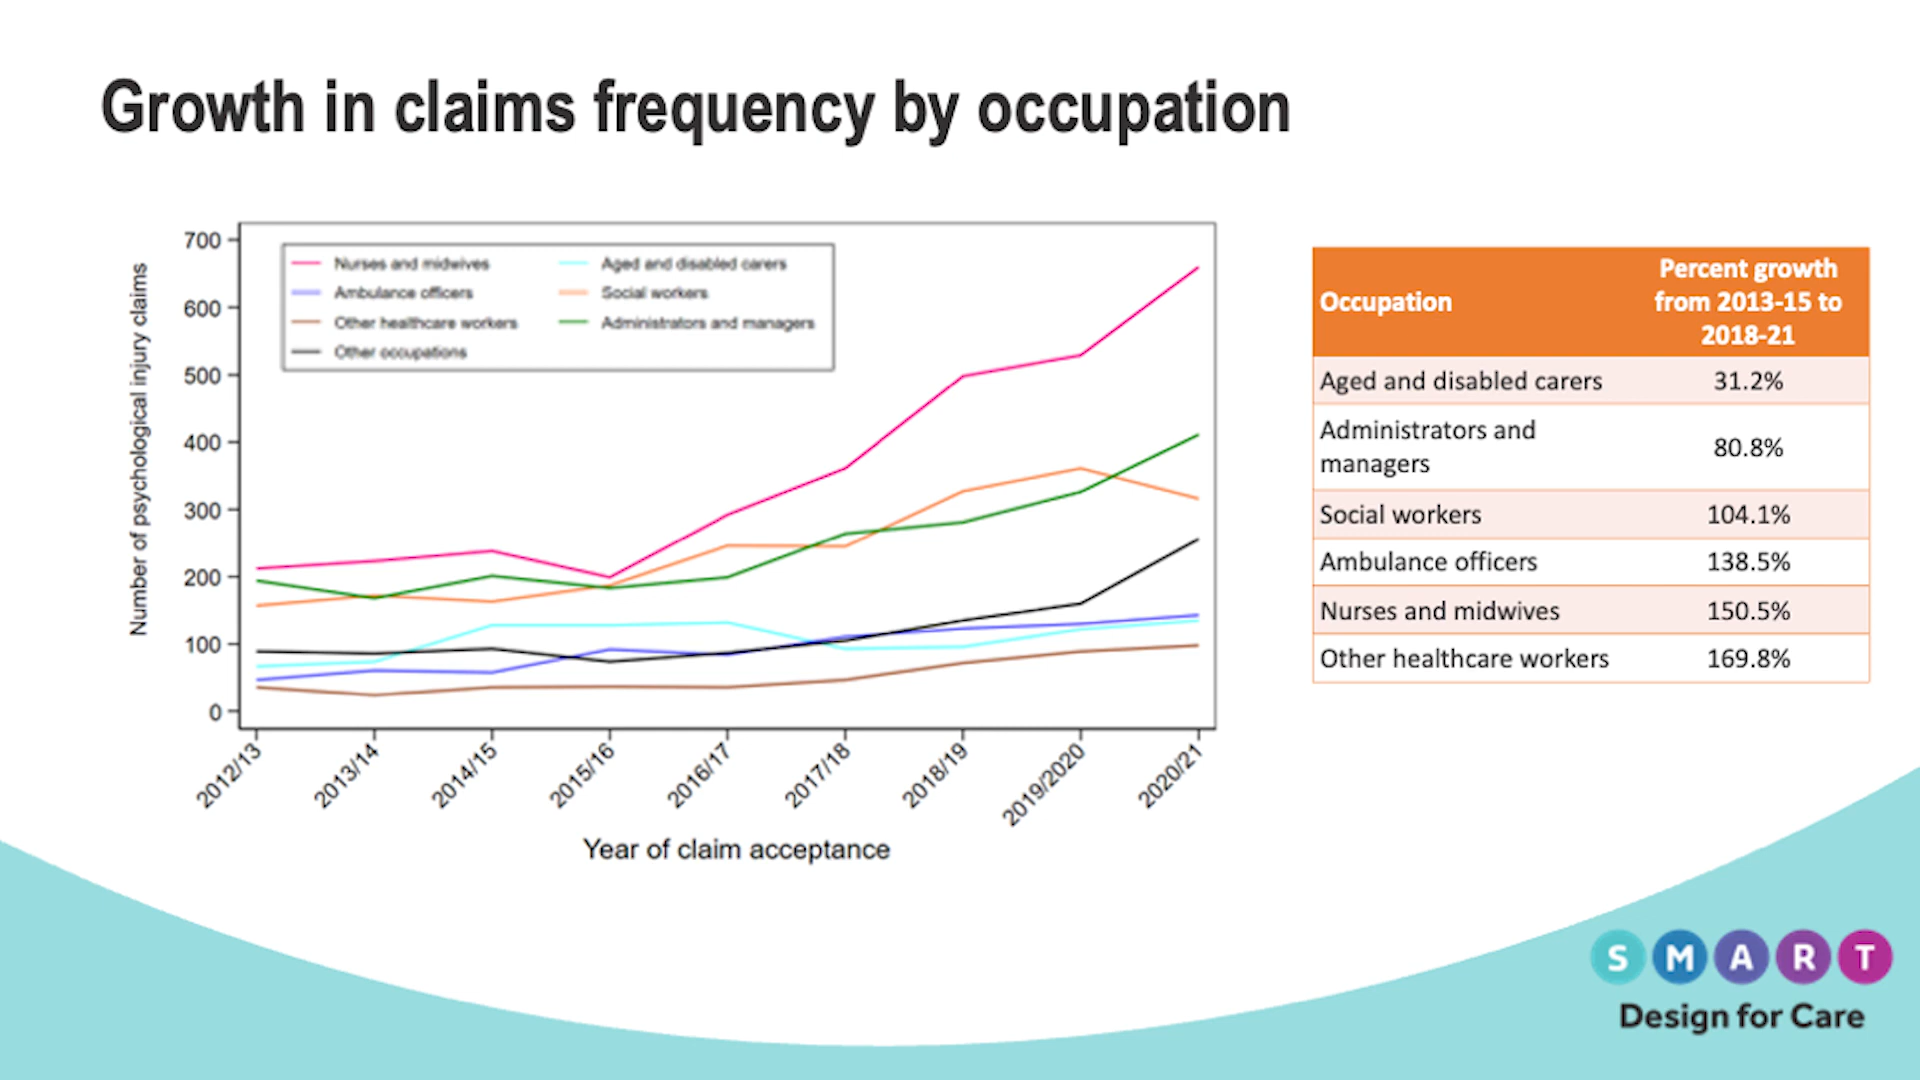 Growth in claims frequency by occupation
Number of psychological injury claims
700
600
500
400
300
200
100
0
Nurses and midwives
Ambulance officers
Other healthcare workers
Other occupations
Aged and disabled carers
Social workers
Administrators and managers
2012/13
2013/14
2014/15
2015/16
2016/17
2017/18
2018/19
2019/2020
2020/21
Year of claim acceptance
Occupation
Percent growth
from 2013-15 to
2018-21
Aged and disabled carers 31.2%
Administrators and
managers
80.8%
Social workers 104.1%
Ambulance officers 138.5%
Nurses and midwives 150.5%
Other healthcare workers 169.8%
SMART
Design for Care